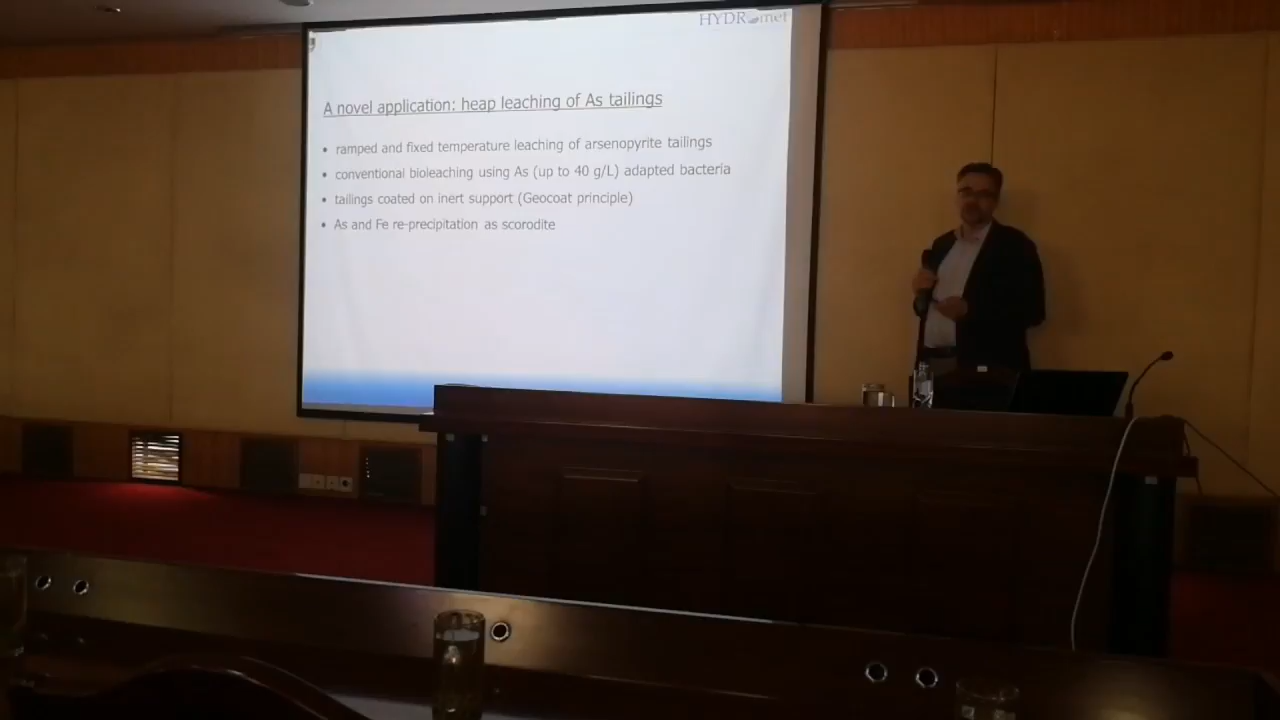 HYDROmet
A novel application: heap leaching of As tailings
• ramped and fixed temperature leaching of arsenopyrite tailings
• conventional bioleaching using As (up to 40 g/L) adapted bacteria
• tailings coated on inert support (Geocoat principle)
• As and Fe re-precipitation as scorodite